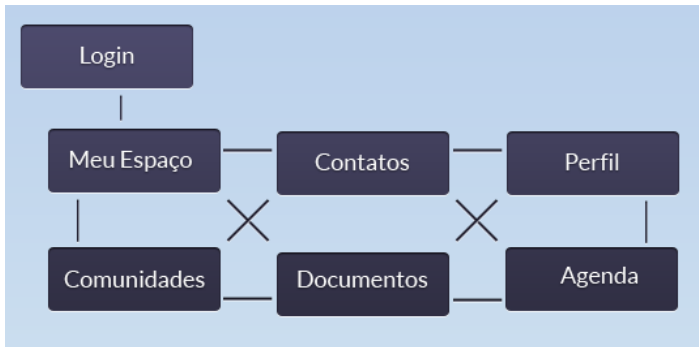 Login
Meu Espaço
Contatos
Perfil
Comunidades
Documentos
Agenda